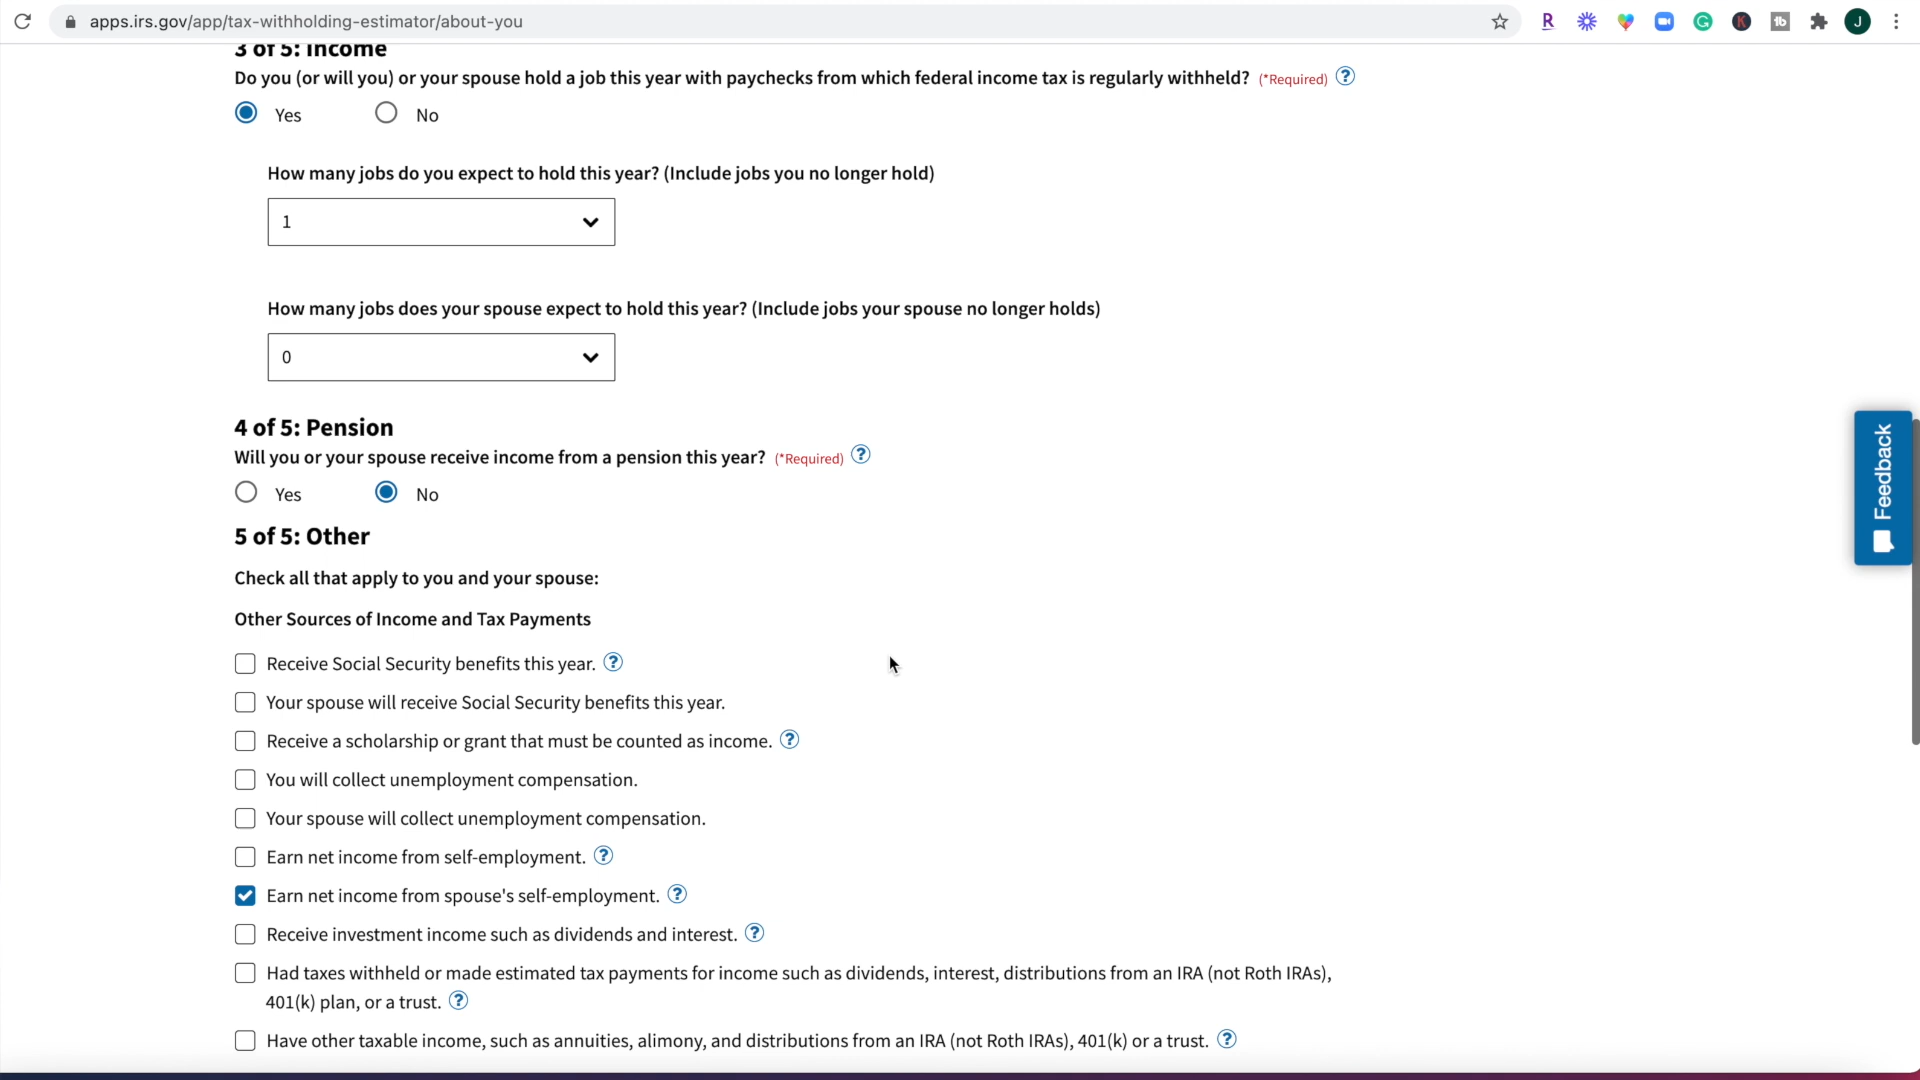 apps.irs.gov/app/tax-withholding-estimator/about-you
R
G
K
tb
J
3 of 5: Income
Do you (or will you) or your spouse hold a job this year with paychecks from which federal income tax is regularly withheld? (*Required) ?
Yes No
How many jobs do you expect to hold this year? (Include jobs you no longer hold)
1
How many jobs does your spouse expect to hold this year? (Include jobs your spouse no longer holds)
0
4 of 5: Pension
Will you or your spouse receive income from a pension this year? (*Required) ?
Yes No
Feedback
5 of 5: Other
Check all that apply to you and your spouse:
Other Sources of Income and Tax Payments
Receive Social Security benefits this year. ?
Your spouse will receive Social Security benefits this year.
Receive a scholarship or grant that must be counted as income. ?
You will collect unemployment compensation.
Your spouse will collect unemployment compensation.
Earn net income from self-employment. ?
Earn net income from spouse's self-employment. ?
Receive investment income such as dividends and interest. ?
Had taxes withheld or made estimated tax payments for income such as dividends, interest, distributions from an IRA (not Roth IRAs),
401(k) plan, or a trust. ?
Have other taxable income, such as annuities, alimony, and distributions from an IRA (not Roth IRAs), 401(k) or a trust. ?